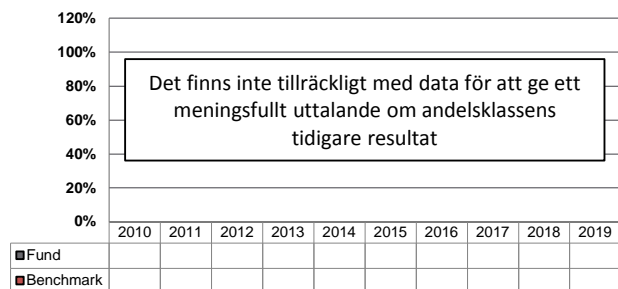 120%
100%
80%
60%
40%
20%
0%
Det finns inte tillräckligt med data för att ge ett
meningsfullt uttalande om andelsklassens
tidigare resultat
2010 2011 2012 2013 2014 2015 2016 2017 2018 2019
Fund
Benchmark